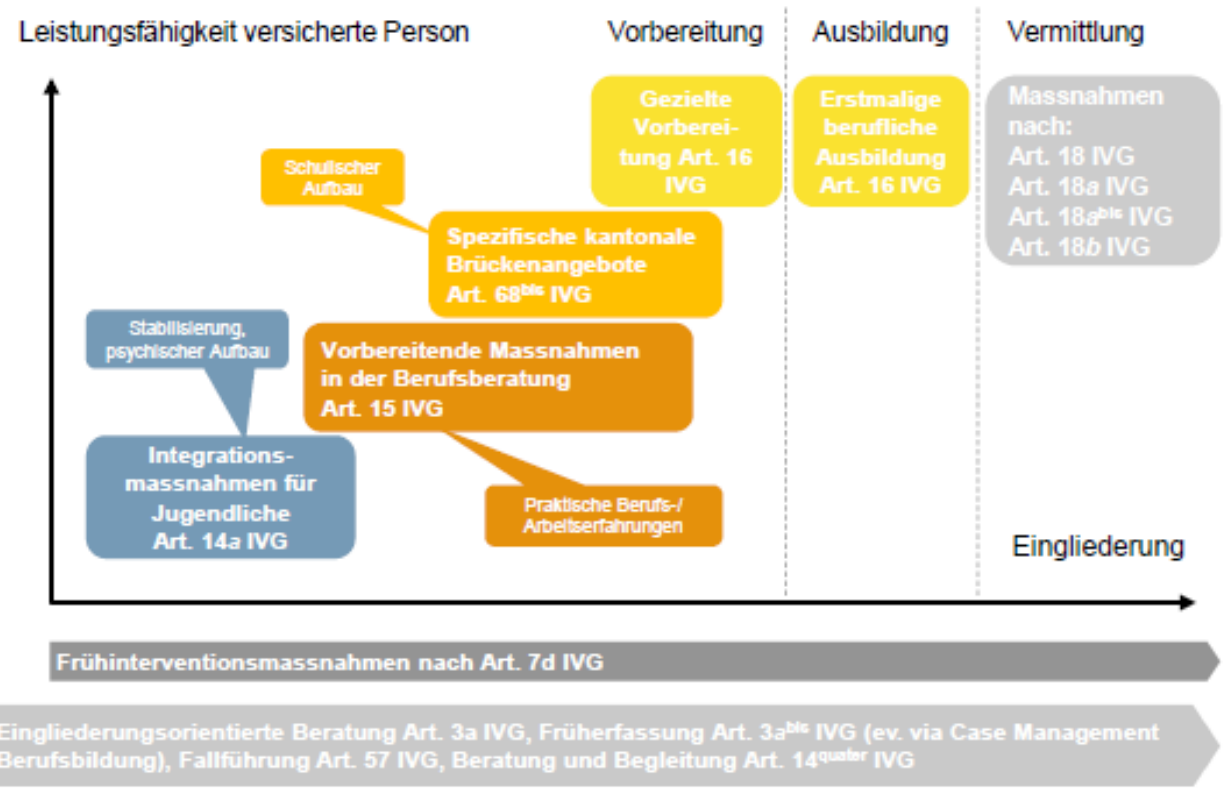 Leistungsfähigkeit versicherte Person
Vorbereitung
Ausbildung
Vermittlung
Gezielte
Vorberei-
tung Art. 16
IVG
Erstmalige
berufliche
Ausbildung
Art. 16 IVG
Massnahmen
nach:
Art. 18 IVG
Art. 18a IVG
Art. 18aᵇⁱˢ IVG
Art. 18b IVG
Schulischer
Aufbau
Spezifische kantonale
Brückenangebote
Art. 68ᵇⁱˢ IVG
Stabilisierung,
psychischer Aufbau
Vorbereitende Massnahmen
in der Berufsberatung
Art. 15 IVG
Integrations-
massnahmen für
Jugendliche
Art. 14a IVG
Praktische Berufs-/
Arbeitserfahrungen
Eingliederung
Frühinterventionsmassnahmen nach Art. 7d IVG
Eingliederungsorientierte Beratung Art. 3a IVG, Früherfassung Art. 3aᵇⁱˢ IVG (ev. via Case Management
Berufsbildung), Fallführung Art. 57 IVG, Beratung und Begleitung Art. 14quater IVG